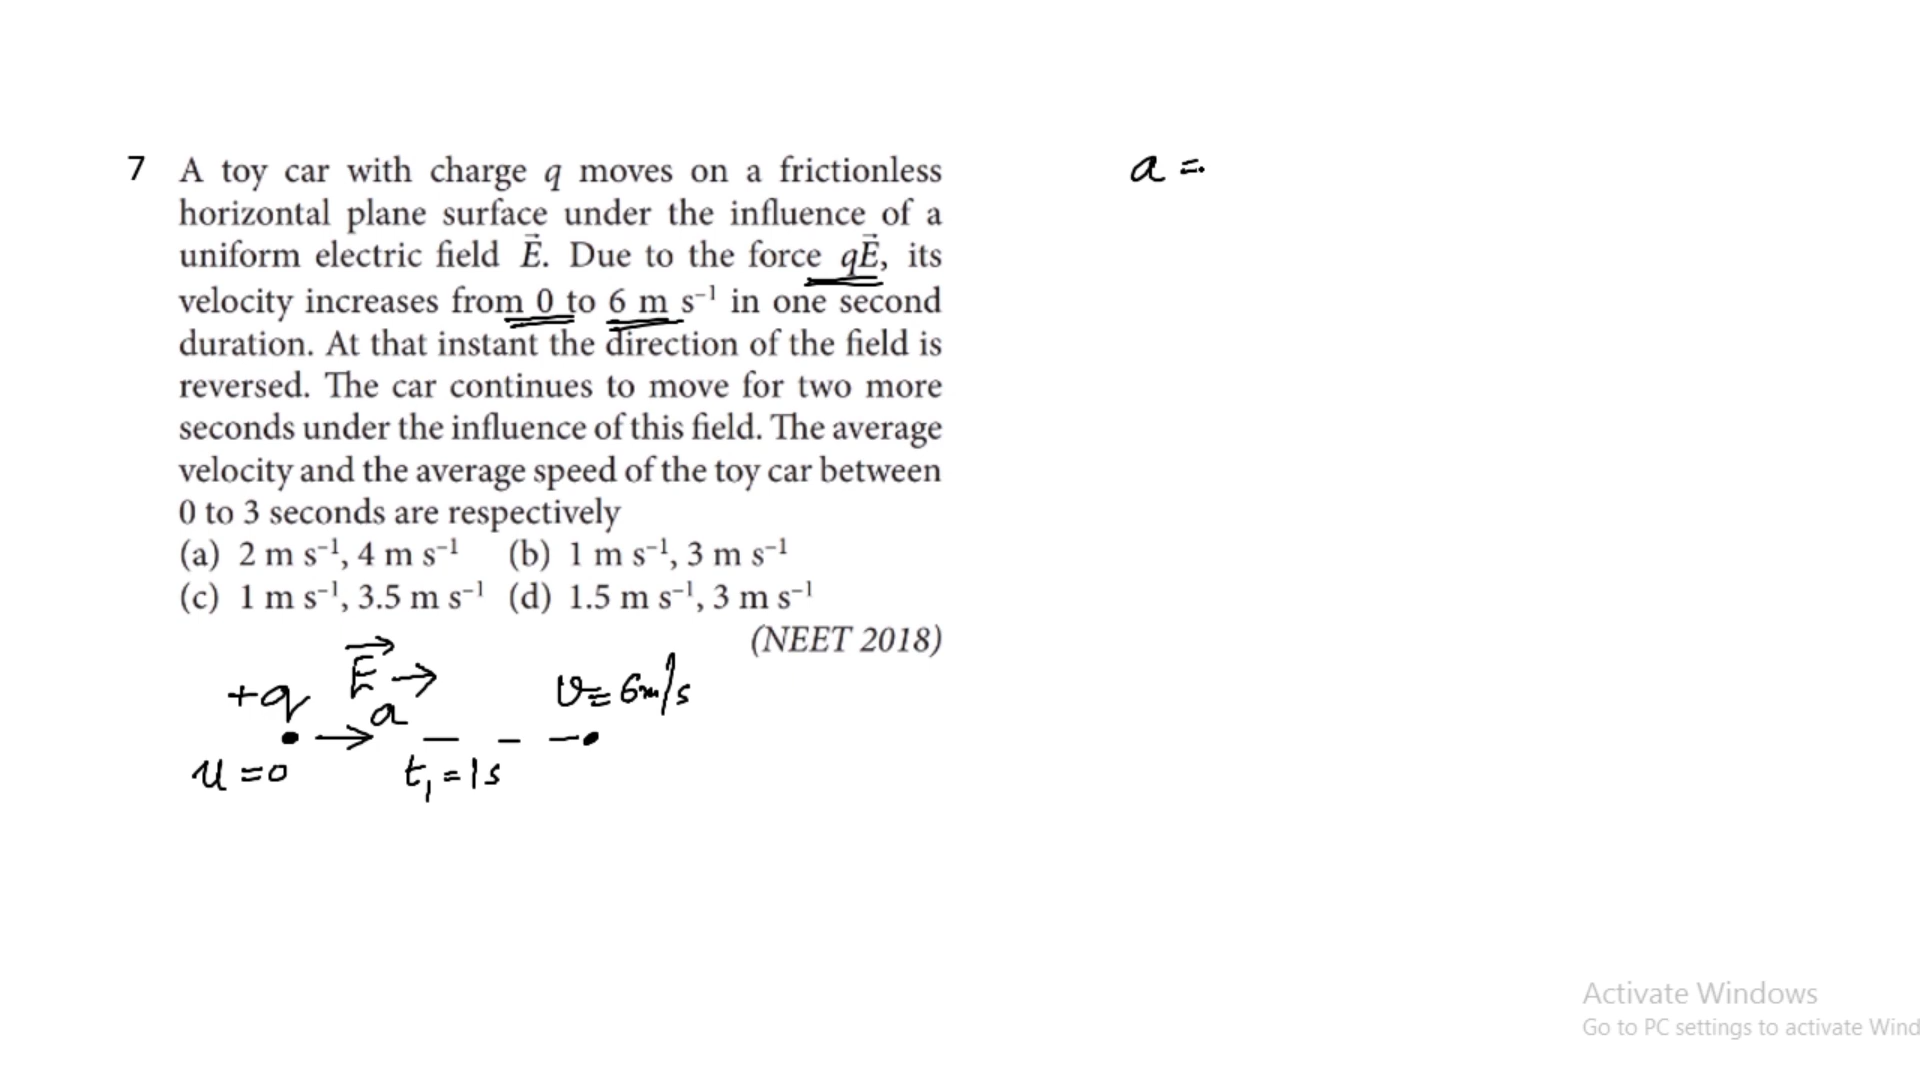 7 A toy car with charge q moves on a frictionless
horizontal plane surface under the influence of a
uniform electric field E⃗. Due to the force qE⃗, its
velocity increases from 0 to 6 m s⁻¹ in one second
duration. At that instant the direction of the field is
reversed. The car continues to move for two more
seconds under the influence of this field. The average
velocity and the average speed of the toy car between
0 to 3 seconds are respectively
(a) 2 m s⁻¹, 4 m s⁻¹ (b) 1 m s⁻¹, 3 m s⁻¹
(c) 1 m s⁻¹, 3.5 m s⁻¹ (d) 1.5 m s⁻¹, 3 m s⁻¹
(NEET 2018)
+q E⃗ → v = 6m/s
a
u = 0 t₁ = 1s
a =
Activate Windows
Go to PC settings to activate Wind